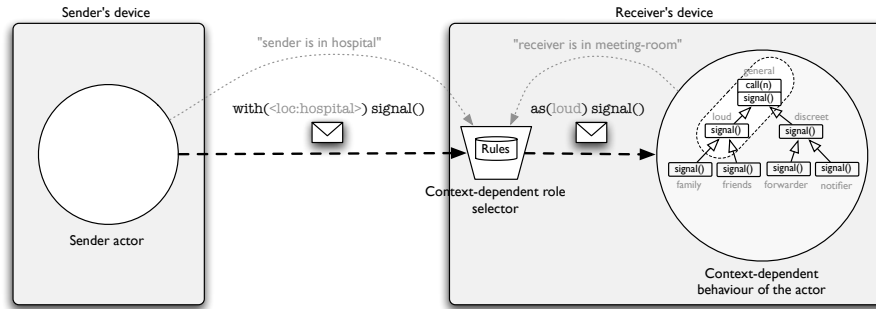 Sender's device
Receiver's device
"sender is in hospital"
"receiver is in meeting-room"
general
call(n)
signal()
with(<loc:hospital>) signal()
as(loud) signal()
loud
discreet
signal()
signal()
Rules
signal()
signal()
signal()
signal()
family
friends
forwarder
notifier
Context-dependent role
selector
Sender actor
Context-dependent
behaviour of the actor